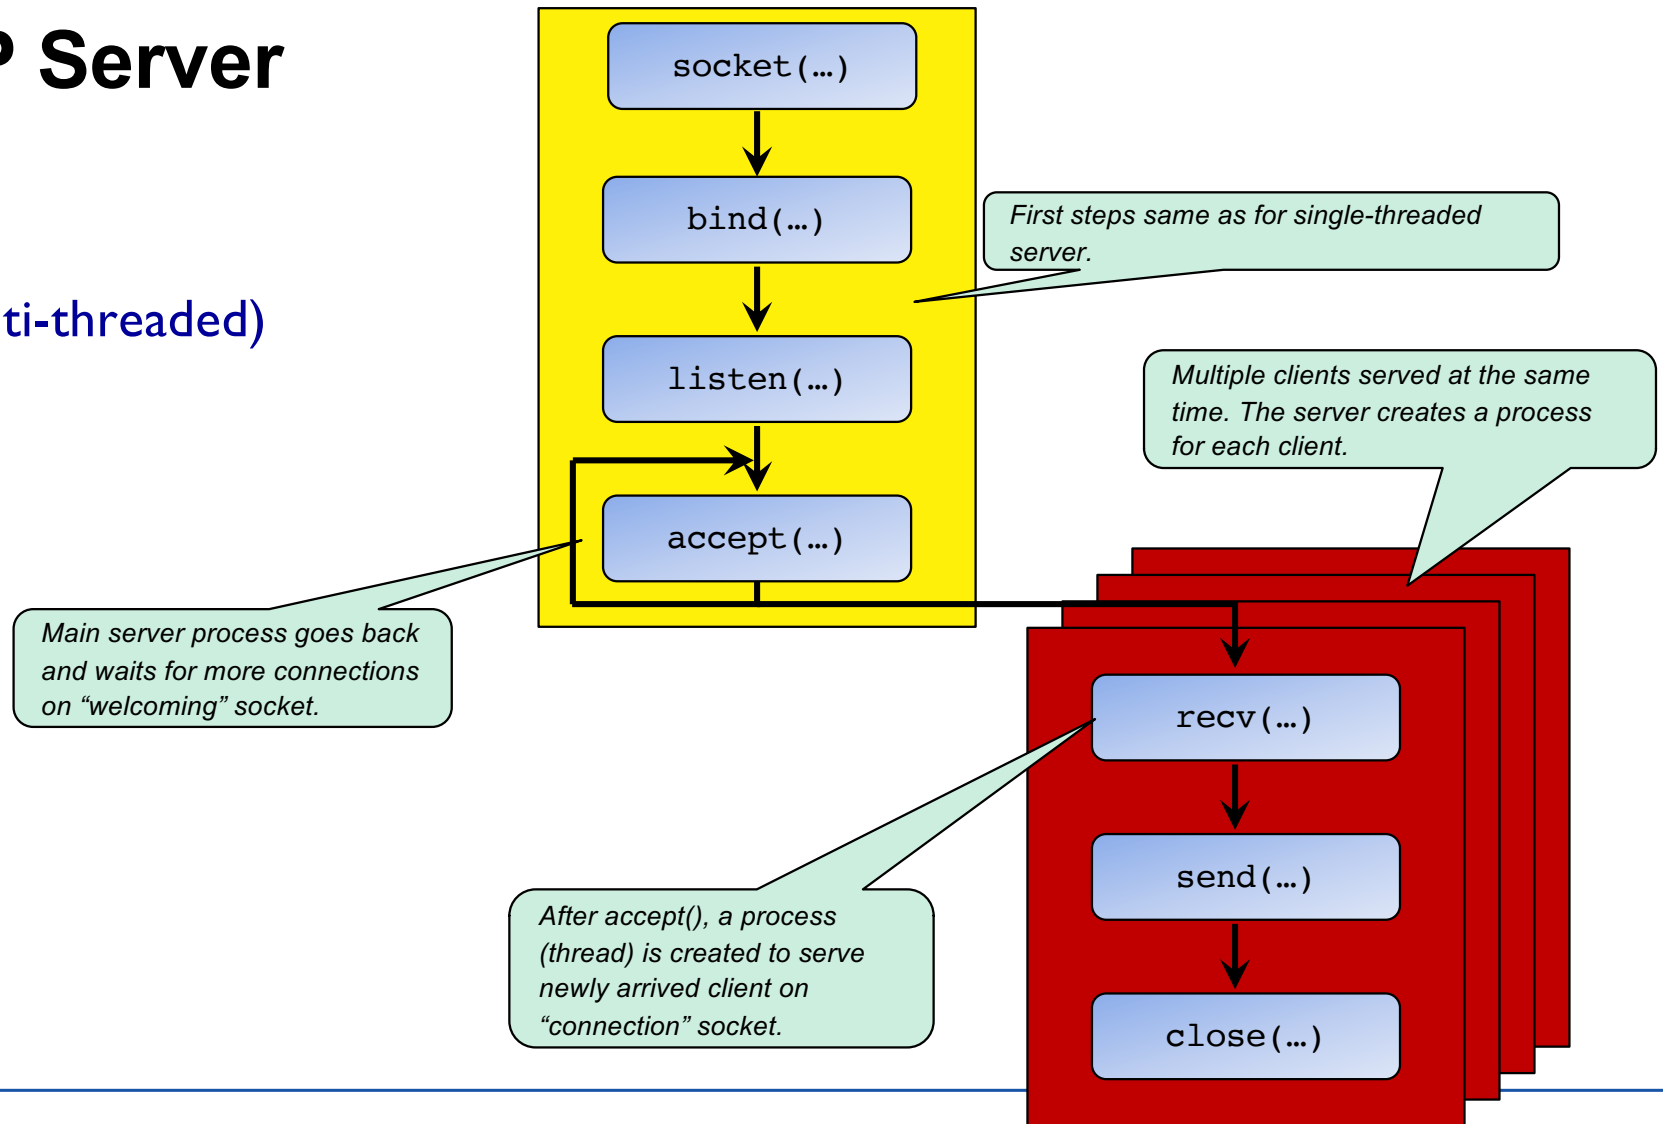 P Server
ti-threaded)
socket(…)
bind(…)
First steps same as for single-threaded
server.
listen(…)
Multiple clients served at the same
time. The server creates a process
for each client.
accept(…)
Main server process goes back
and waits for more connections
on “welcoming” socket.
recv(…)
send(…)
After accept(), a process
(thread) is created to serve
newly arrived client on
“connection” socket.
close(…)